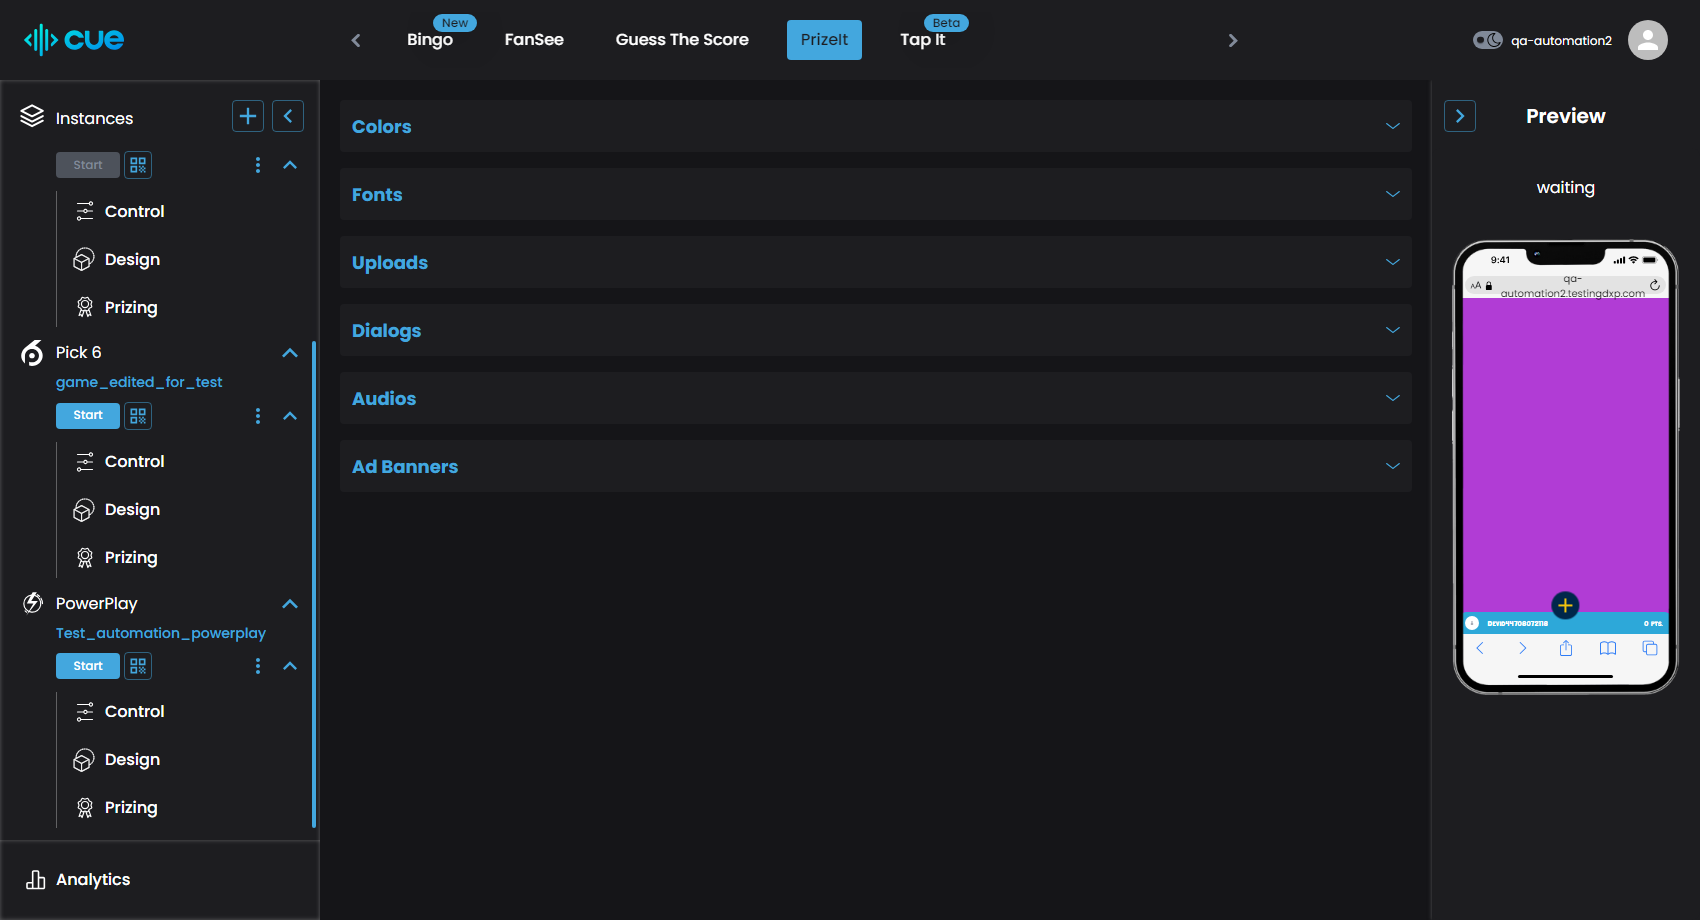 cue
Bingo
New
FanSee
Guess The Score
PrizeIt
Tap It
Beta
qa-automation2
Instances
Start
Control
Design
Prizing
Pick 6
game_edited_for_test
Start
Control
Design
Prizing
PowerPlay
Test_automation_powerplay
Start
Control
Design
Prizing
Analytics
Colors
Fonts
Uploads
Dialogs
Audios
Ad Banners
Preview
waiting
9:41
AA
qa-
automation2.testingdxp.com
0 PTS.